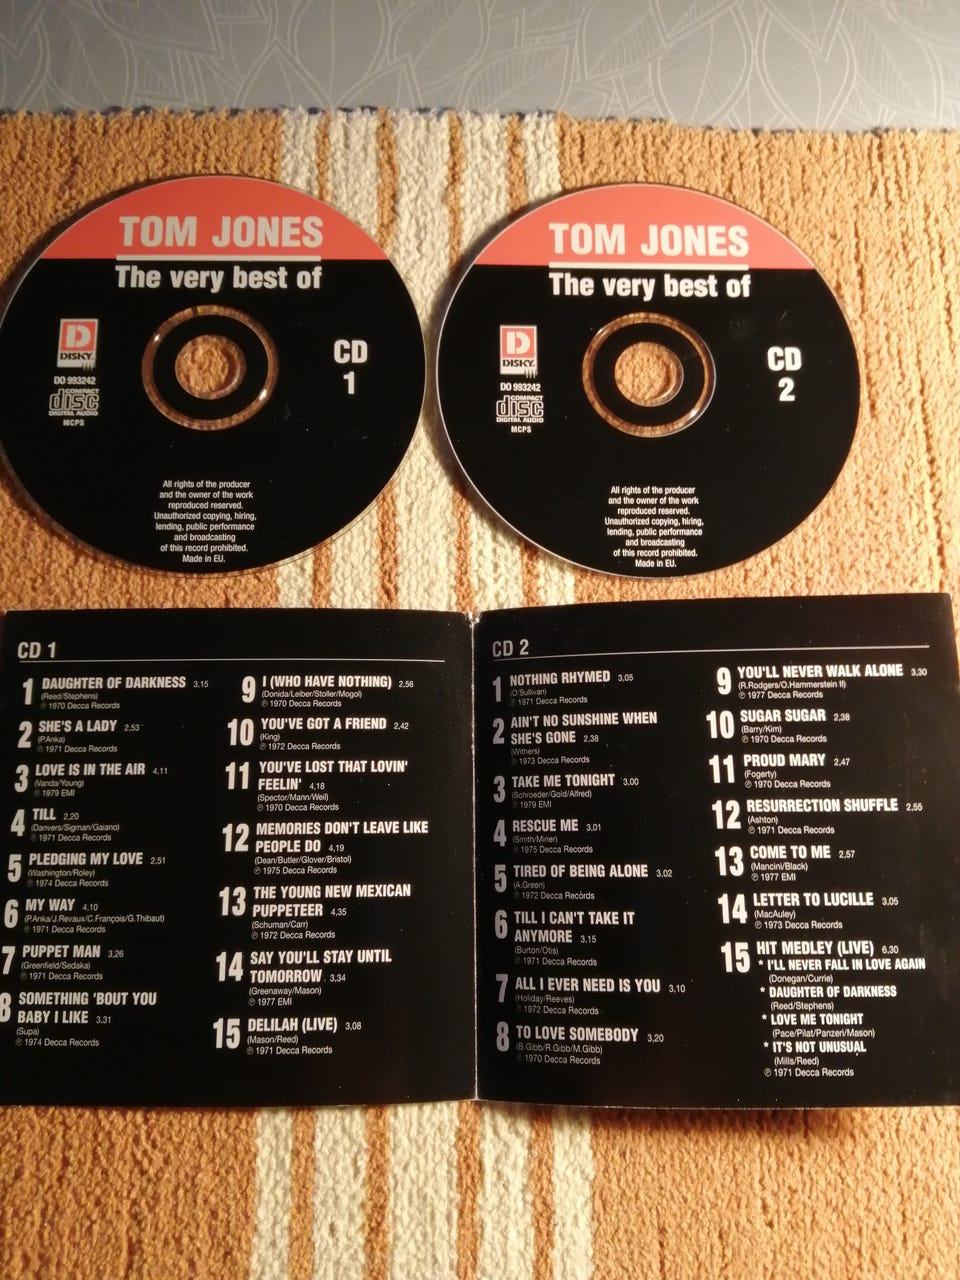 TOM JONES
The very best of
D
DISKY
DO 993242
COMPACT
disc
DIGITAL AUDIO
MCPS
CD
1
All rights of the producer
and the owner of the work
reproduced reserved.
Unauthorized copying, hiring,
lending, public performance
and broadcasting
of this record prohibited.
Made in EU.
TOM JONES
The very best of
D
DISKY
DO 993242
COMPACT
disc
DIGITAL AUDIO
MCPS
CD
2
All rights of the producer
and the owner of the work
reproduced reserved.
Unauthorized copying, hiring,
lending, public performance
and broadcasting
of this record prohibited.
Made in EU.
CD 1
1 DAUGHTER OF DARKNESS 3,15
(Reed/Stephens)
℗ 1970 Decca Records
2 SHE'S A LADY 2,53
(P.Anka)
℗ 1971 Decca Records
3 LOVE IS IN THE AIR 4,11
(Vanda/Young)
℗ 1979 EMI
4 TILL 2,20
(Danvers/Sigman/Gaiano)
℗ 1971 Decca Records
5 PLEDGING MY LOVE 2,51
(Washington/Roley)
℗ 1974 Decca Records
6 MY WAY 4,10
(P.Anka/J.Revaux/C.François/G.Thibaut)
℗ 1971 Decca Records
7 PUPPET MAN 3,26
(Greenfield/Sedaka)
℗ 1971 Decca Records
8 SOMETHING 'BOUT YOU
BABY I LIKE 3,31
(Supa)
℗ 1974 Decca Records
9 I (WHO HAVE NOTHING) 2,56
(Donida/Leiber/Stoller/Mogol)
℗ 1970 Decca Records
10 YOU'VE GOT A FRIEND 2,42
(King)
℗ 1972 Decca Records
11 YOU'VE LOST THAT LOVIN'
FEELIN' 4,18
(Spector/Mann/Weil)
℗ 1970 Decca Records
12 MEMORIES DON'T LEAVE LIKE
PEOPLE DO 4,19
(Dean/Butler/Glover/Bristol)
℗ 1975 Decca Records
13 THE YOUNG NEW MEXICAN
PUPPETEER 4,35
(Schuman/Carr)
℗ 1972 Decca Records
14 SAY YOU'LL STAY UNTIL
TOMORROW 3,34
(Greenaway/Mason)
℗ 1977 EMI
15 DELILAH (LIVE) 3,08
(Mason/Reed)
℗ 1971 Decca Records
CD 2
1 NOTHING RHYMED 3,05
(O'Sullivan)
℗ 1971 Decca Records
2 AIN'T NO SUNSHINE WHEN
SHE'S GONE 2,38
(Withers)
℗ 1973 Decca Records
3 TAKE ME TONIGHT 3,00
(Schroeder/Gold/Alfred)
℗ 1979 EMI
4 RESCUE ME 3,01
(Smith/Miner)
℗ 1975 Decca Records
5 TIRED OF BEING ALONE 3,02
(A.Green)
℗ 1972 Decca Records
6 TILL I CAN'T TAKE IT
ANYMORE 3,15
(Burton/Otis)
℗ 1971 Decca Records
7 ALL I EVER NEED IS YOU 3,10
(Holiday/Reeves)
℗ 1972 Decca Records
8 TO LOVE SOMEBODY 3,20
(B.Gibb/R.Gibb/M.Gibb)
℗ 1970 Decca Records
9 YOU'LL NEVER WALK ALONE 3,30
(R.Rodgers/O.Hammerstein II)
℗ 1977 Decca Records
10 SUGAR SUGAR 2,38
(Barry/Kim)
℗ 1970 Decca Records
11 PROUD MARY 2,47
(Fogerty)
℗ 1970 Decca Records
12 RESURRECTION SHUFFLE 2,55
(Ashton)
℗ 1971 Decca Records
13 COME TO ME 2,57
(Mancini/Black)
℗ 1977 EMI
14 LETTER TO LUCILLE 3,05
(MacAuley)
℗ 1973 Decca Records
15 HIT MEDLEY (LIVE) 6,30
* I'LL NEVER FALL IN LOVE AGAIN
(Donegan/Currie)
* DAUGHTER OF DARKNESS
(Reed/Stephens)
* LOVE ME TONIGHT
(Pace/Pilat/Panzeri/Mason)
* IT'S NOT UNUSUAL
(Mills/Reed)
℗ 1971 Decca Records